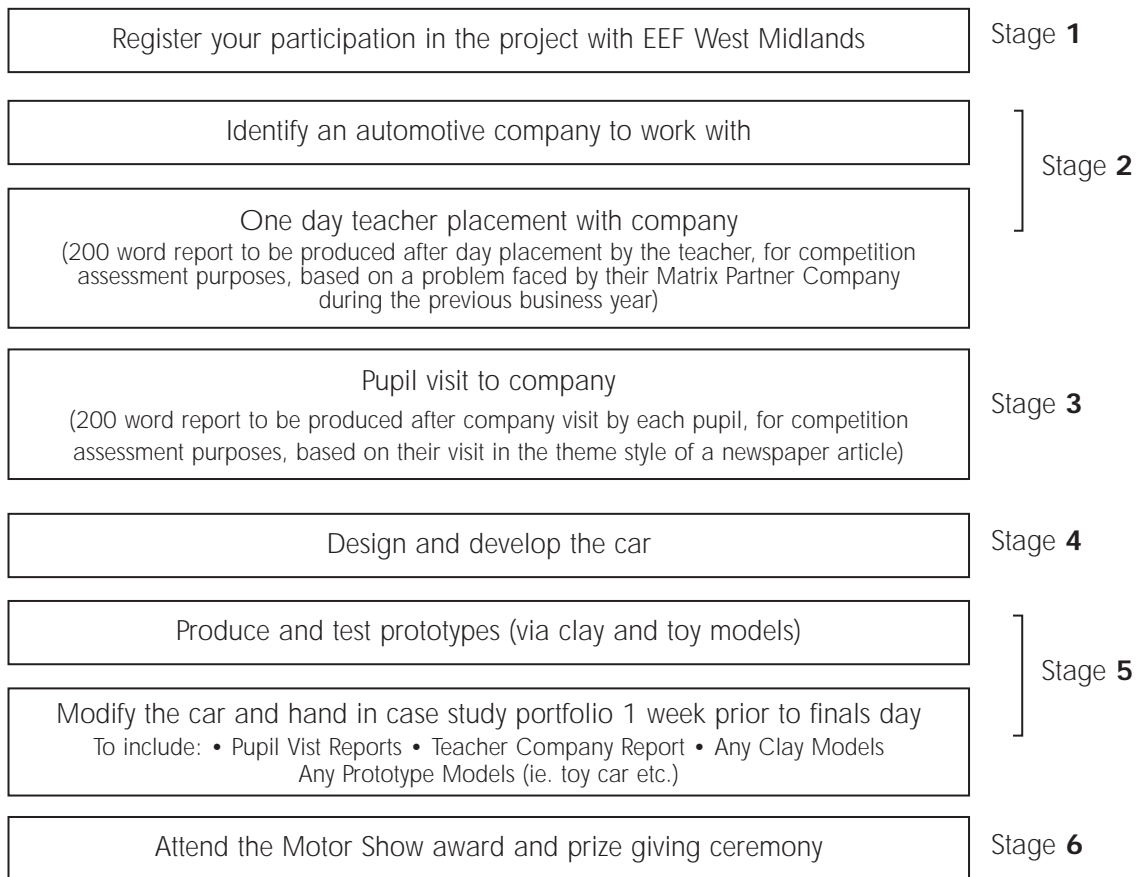 Register your participation in the project with EEF West Midlands
Stage 1
Identify an automotive company to work with
Stage 2
One day teacher placement with company
(200 word report to be produced after day placement by the teacher, for competition
assessment purposes, based on a problem faced by their Matrix Partner Company
during the previous business year)
Pupil visit to company
Stage 3
(200 word report to be produced after company visit by each pupil, for competition
assessment purposes, based on their visit in the theme style of a newspaper article)
Design and develop the car
Stage 4
Produce and test prototypes (via clay and toy models)
Stage 5
Modify the car and hand in case study portfolio 1 week prior to finals day
To include: • Pupil Vist Reports • Teacher Company Report • Any Clay Models
Any Prototype Models (ie. toy car etc.)
Attend the Motor Show award and prize giving ceremony
Stage 6